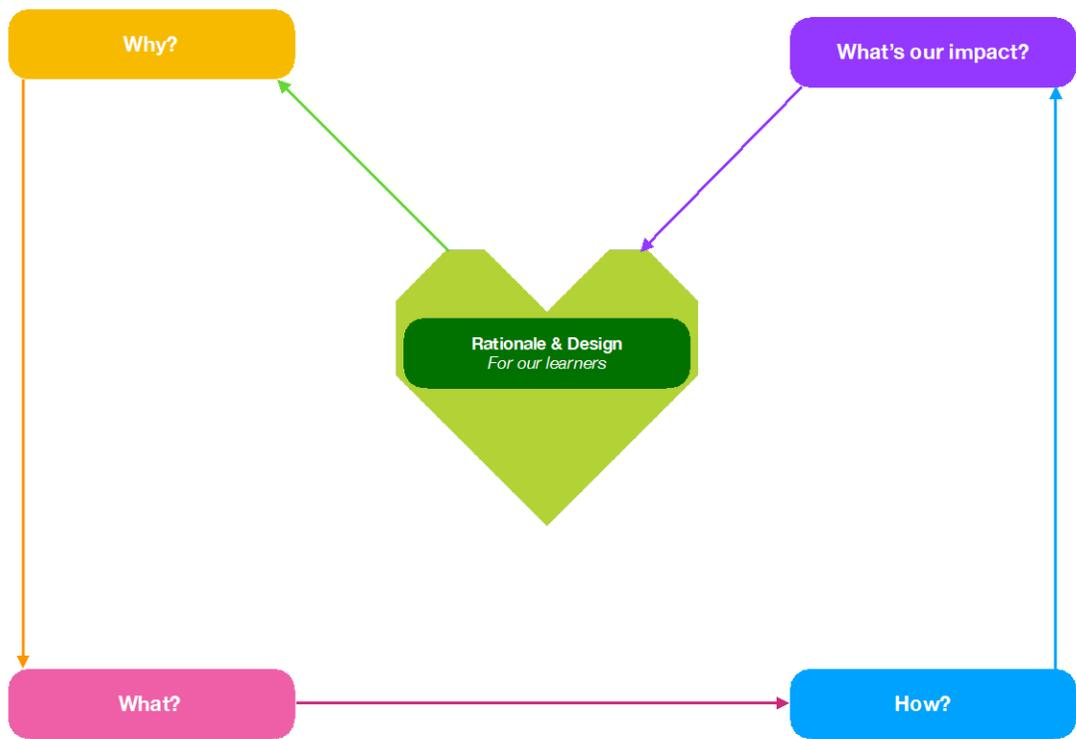 Why?
What’s our impact?
Rationale & Design
For our learners
What?
How?